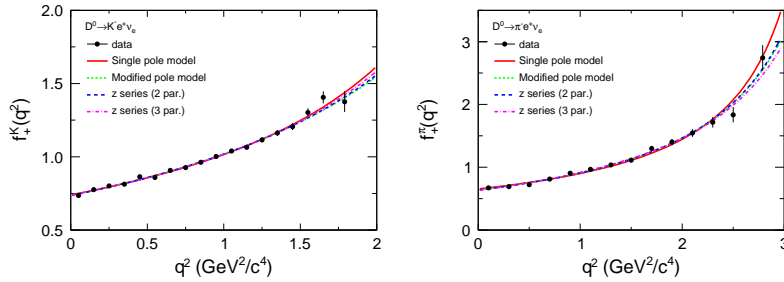 D⁰→K⁻e⁺νₑ
data
Single pole model
Modified pole model
z series (2 par.)
z series (3 par.)
f₊ᴷ(q²)
2.0
1.5
1.0
0.5
0 0.5 1 1.5 2
q² (GeV²/c⁴)
D⁰→π⁻e⁺νₑ
data
Single pole model
Modified pole model
z series (2 par.)
z series (3 par.)
f₊^π(q²)
3
2
1
0
0 1 2 3
q² (GeV²/c⁴)